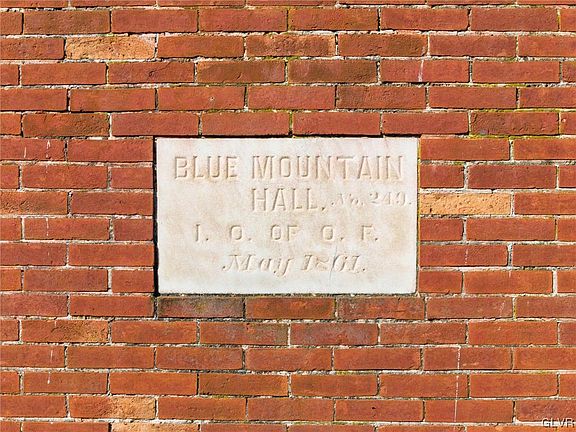 BLUE MOUNTAIN
HALL, No. 249.
I. O. OF O. F.
May 1861.
GLVR